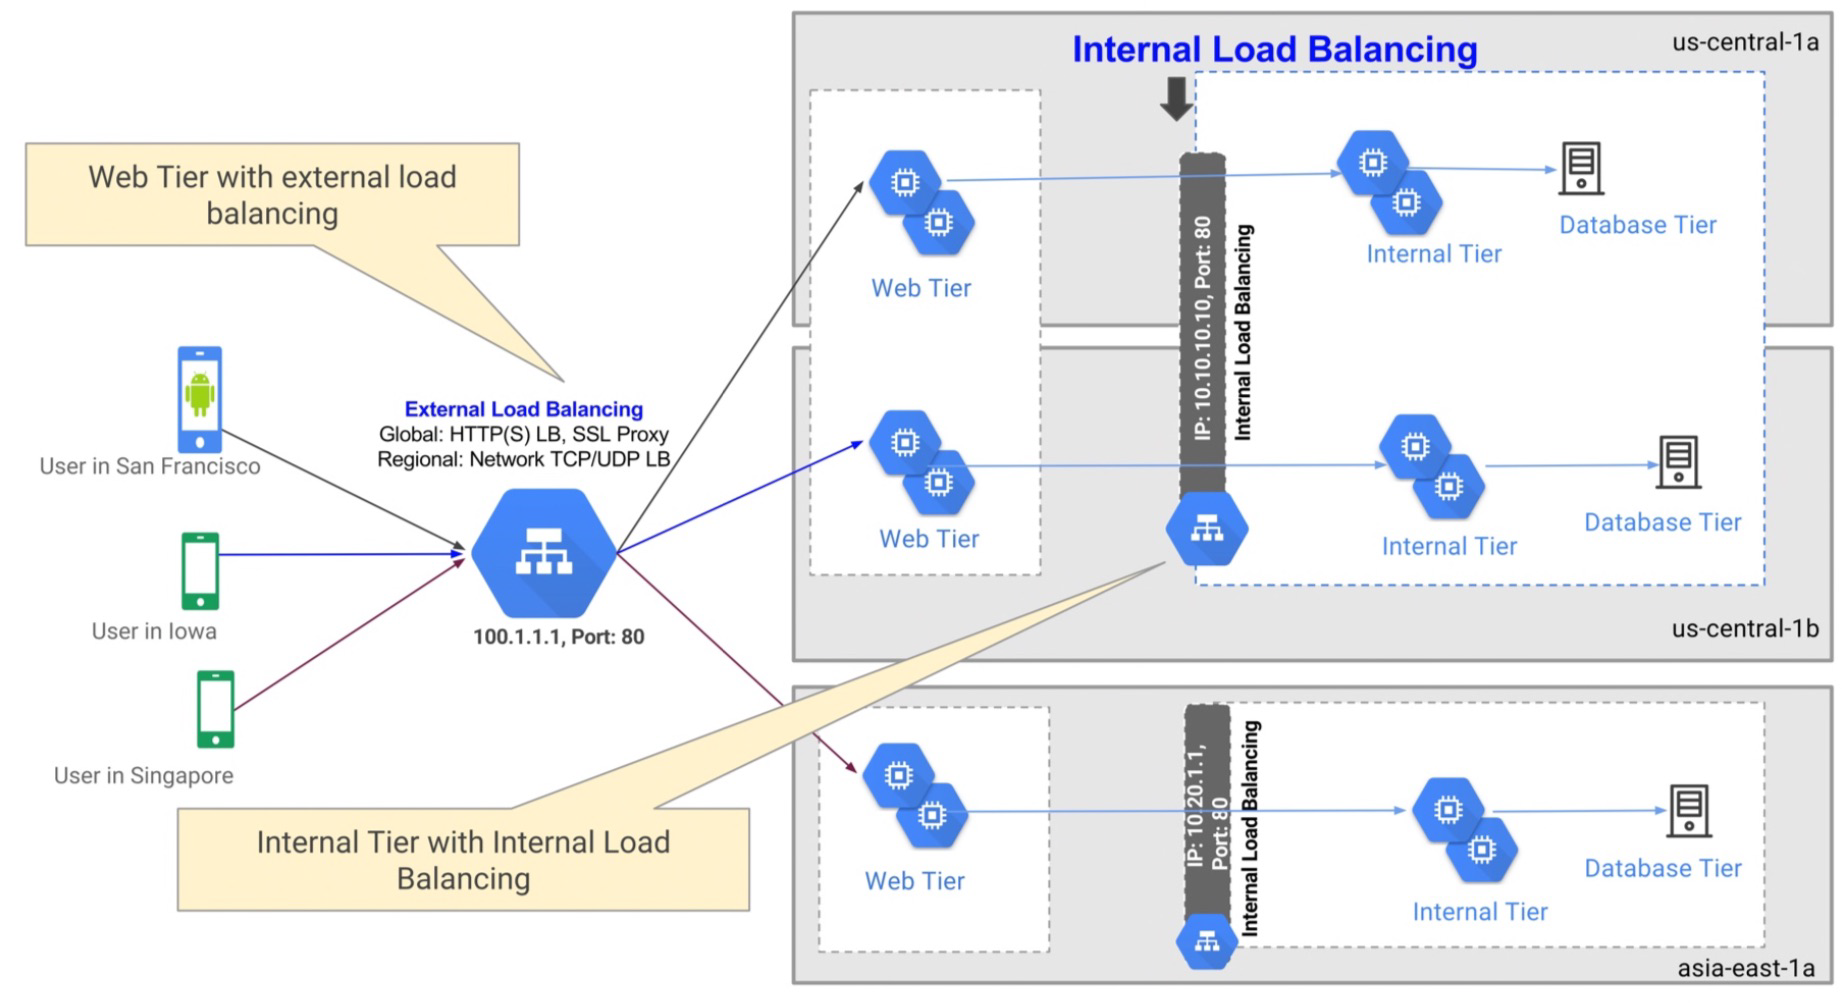 Internal Load Balancing
us-central-1a
Web Tier with external load
balancing
Web Tier
IP: 10.10.10.10, Port: 80
Internal Load Balancing
Internal Tier
Database Tier
User in San Francisco
External Load Balancing
Global: HTTP(S) LB, SSL Proxy
Regional: Network TCP/UDP LB
100.1.1.1, Port: 80
User in Iowa
User in Singapore
Web Tier
Internal Tier
Database Tier
us-central-1b
Internal Tier with Internal Load
Balancing
Web Tier
IP: 10.20.1.1,
Port: 80
Internal Load Balancing
Internal Tier
Database Tier
asia-east-1a